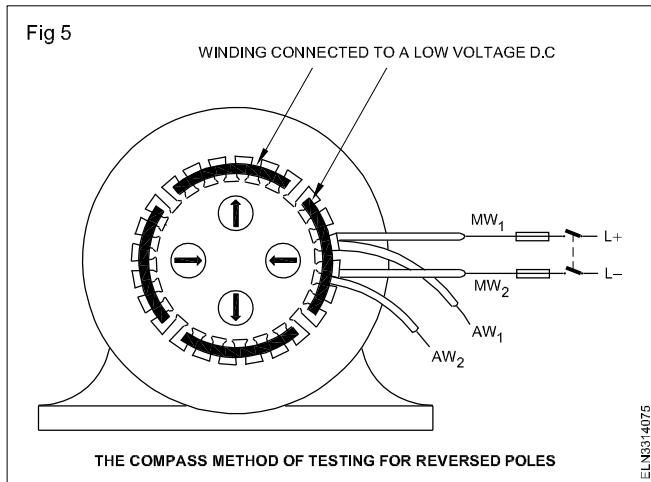 Fig 5
WINDING CONNECTED TO A LOW VOLTAGE D.C
MW₁
L+
MW₂
L–
AW₁
AW₂
THE COMPASS METHOD OF TESTING FOR REVERSED POLES
ELN3314075